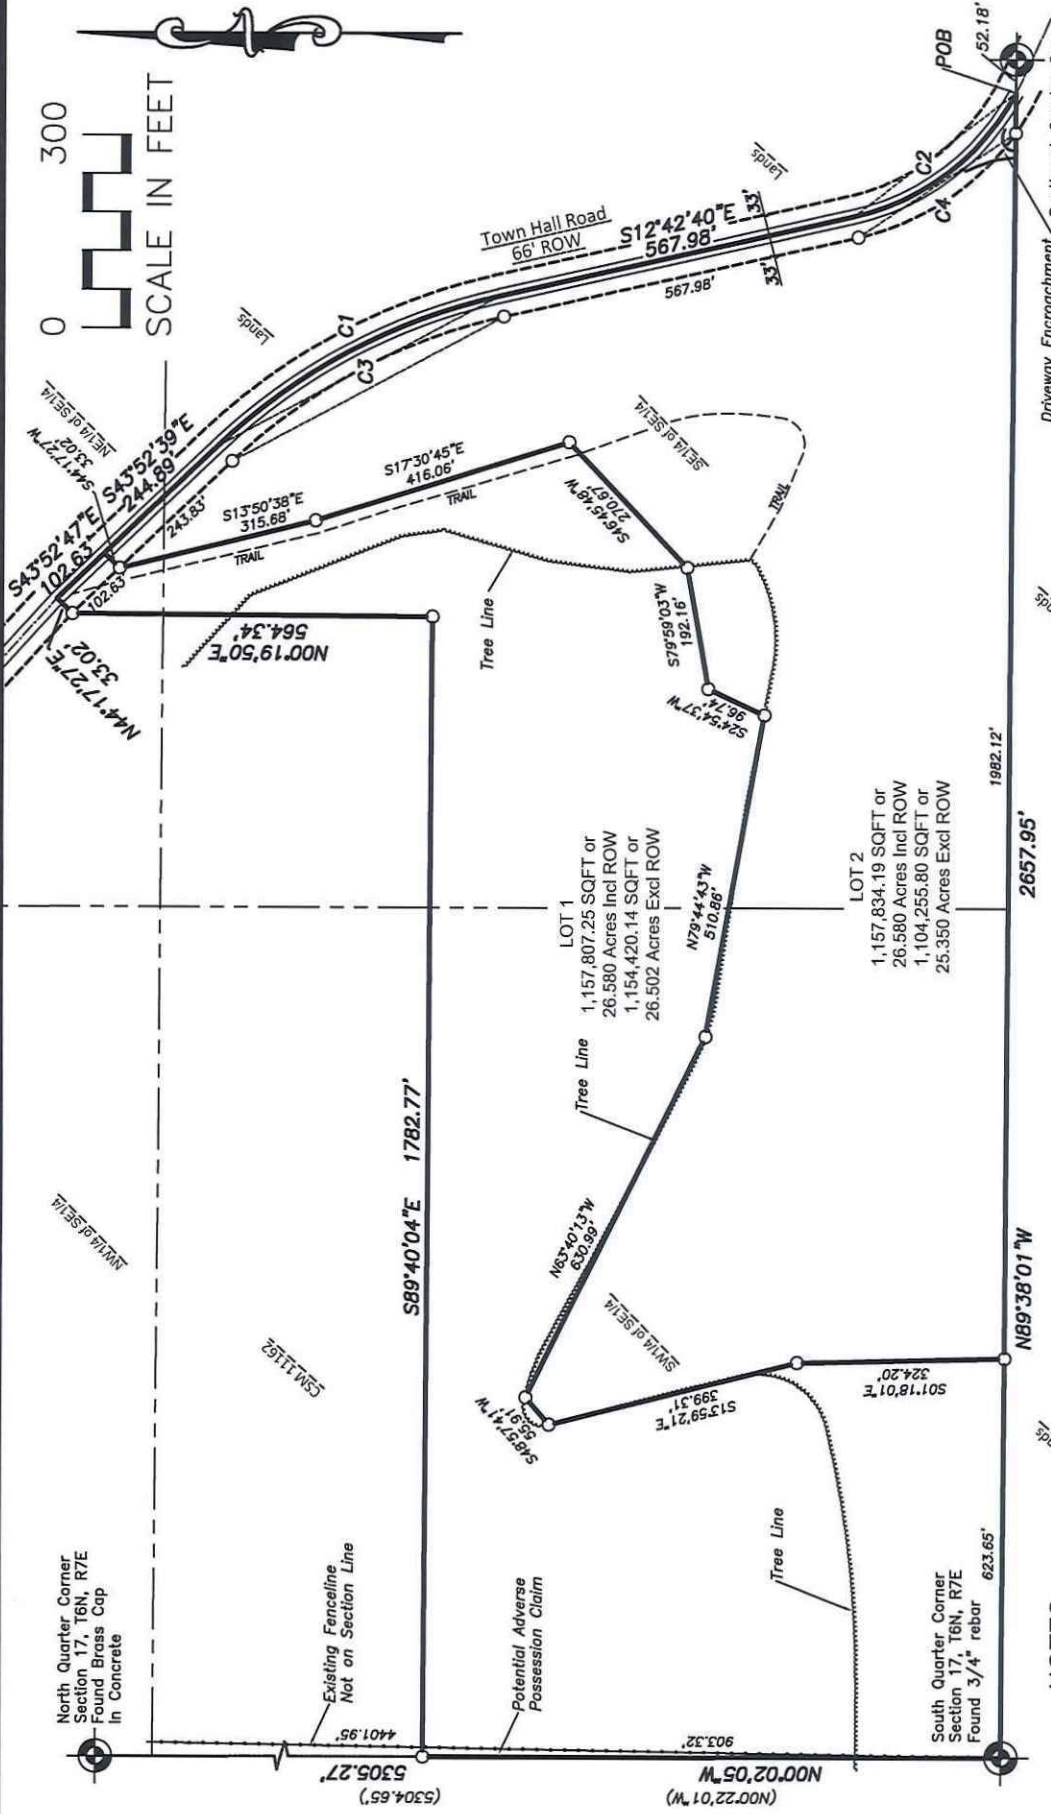 0 300
SCALE IN FEET
POB
52.18'
C2
C4
Lands
Town Hall Road
66' ROW
S12°42'40"E
567.98'
33'
33'
567.98'
C1
C3
Lands
NE1/4 of SE1/4
S44°17'27"W
33.02'
S43°52'39"E
244.89'
S43°52'47"E
102.63'
243.83'
102.63'
N44°17'27"E
33.02'
S13°50'38"E
315.68'
TRAIL
S17°30'45"E
416.06'
TRAIL
SE1/4 of SE1/4
S46°45'48"W
270.67'
TRAIL
N00°19'50"E
564.34'
Tree Line
S79°59'03"W
192.16'
S24°54'37"W
96.74'
LOT 1
1,157,807.25 SQFT or
26.580 Acres Incl ROW
1,154,420.14 SQFT or
26.502 Acres Excl ROW
N79°44'43"W
510.86'
LOT 2
1,157,834.19 SQFT or
26.580 Acres Incl ROW
1,104,255.80 SQFT or
25.350 Acres Excl ROW
1982.12'
2657.95'
Driveway Encroachment
NW1/4 of SE1/4
S89°40'04"E 1782.77'
Tree Line
CSM 11162
N63°40'13"W
630.99'
SW1/4 of SE1/4
S48°57'41"W
55.91'
S13°59'21"E
399.31'
S01°18'01"E
324.20'
N89°38'01"W
North Quarter Corner
Section 17, T6N, R7E
Found Brass Cap
In Concrete
Existing Fenceline
Not on Section Line
Potential Adverse
Possession Claim
Tree Line
4401.95'
5305.27'
(5304.65')
903.32'
N00°02'05"W
(N00°22'01"W)
South Quarter Corner
Section 17, T6N, R7E
Found 3/4" rebar
623.65'